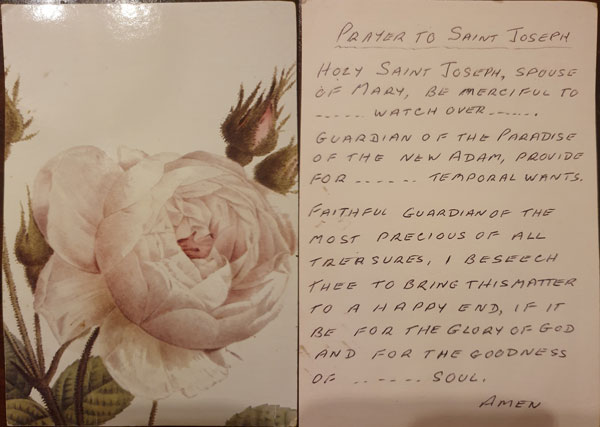 PRAYER TO SAINT JOSEPH
HOLY SAINT JOSEPH, SPOUSE
OF MARY, BE MERCIFUL TO
...... WATCH OVER.......
GUARDIAN OF THE PARADISE
OF THE NEW ADAM, PROVIDE
FOR ....... TEMPORAL WANTS.
FAITHFUL GUARDIAN OF THE
MOST PRECIOUS OF ALL
TREASURES, I BESEECH
THEE TO BRING THIS MATTER
TO A HAPPY END, IF IT
BE FOR THE GLORY OF GOD
AND FOR THE GOODNESS
OF ....... SOUL.
AMEN